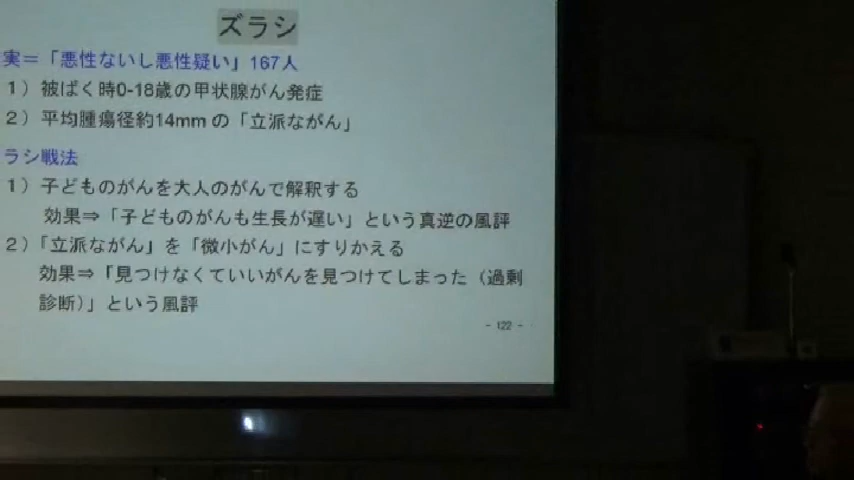 ズラシ
実＝「悪性ないし悪性疑い」167人
１）被ばく時0-18歳の甲状腺がん発症
２）平均腫瘍径約14mm の「立派ながん」
ラシ戦法
１）子どものがんを大人のがんで解釈する
効果⇒「子どものがんも生長が遅い」という真逆の風評
２）「立派ながん」を「微小がん」にすりかえる
効果⇒「見つけなくていいがんを見つけてしまった（過剰
診断）」という風評
- 122 -